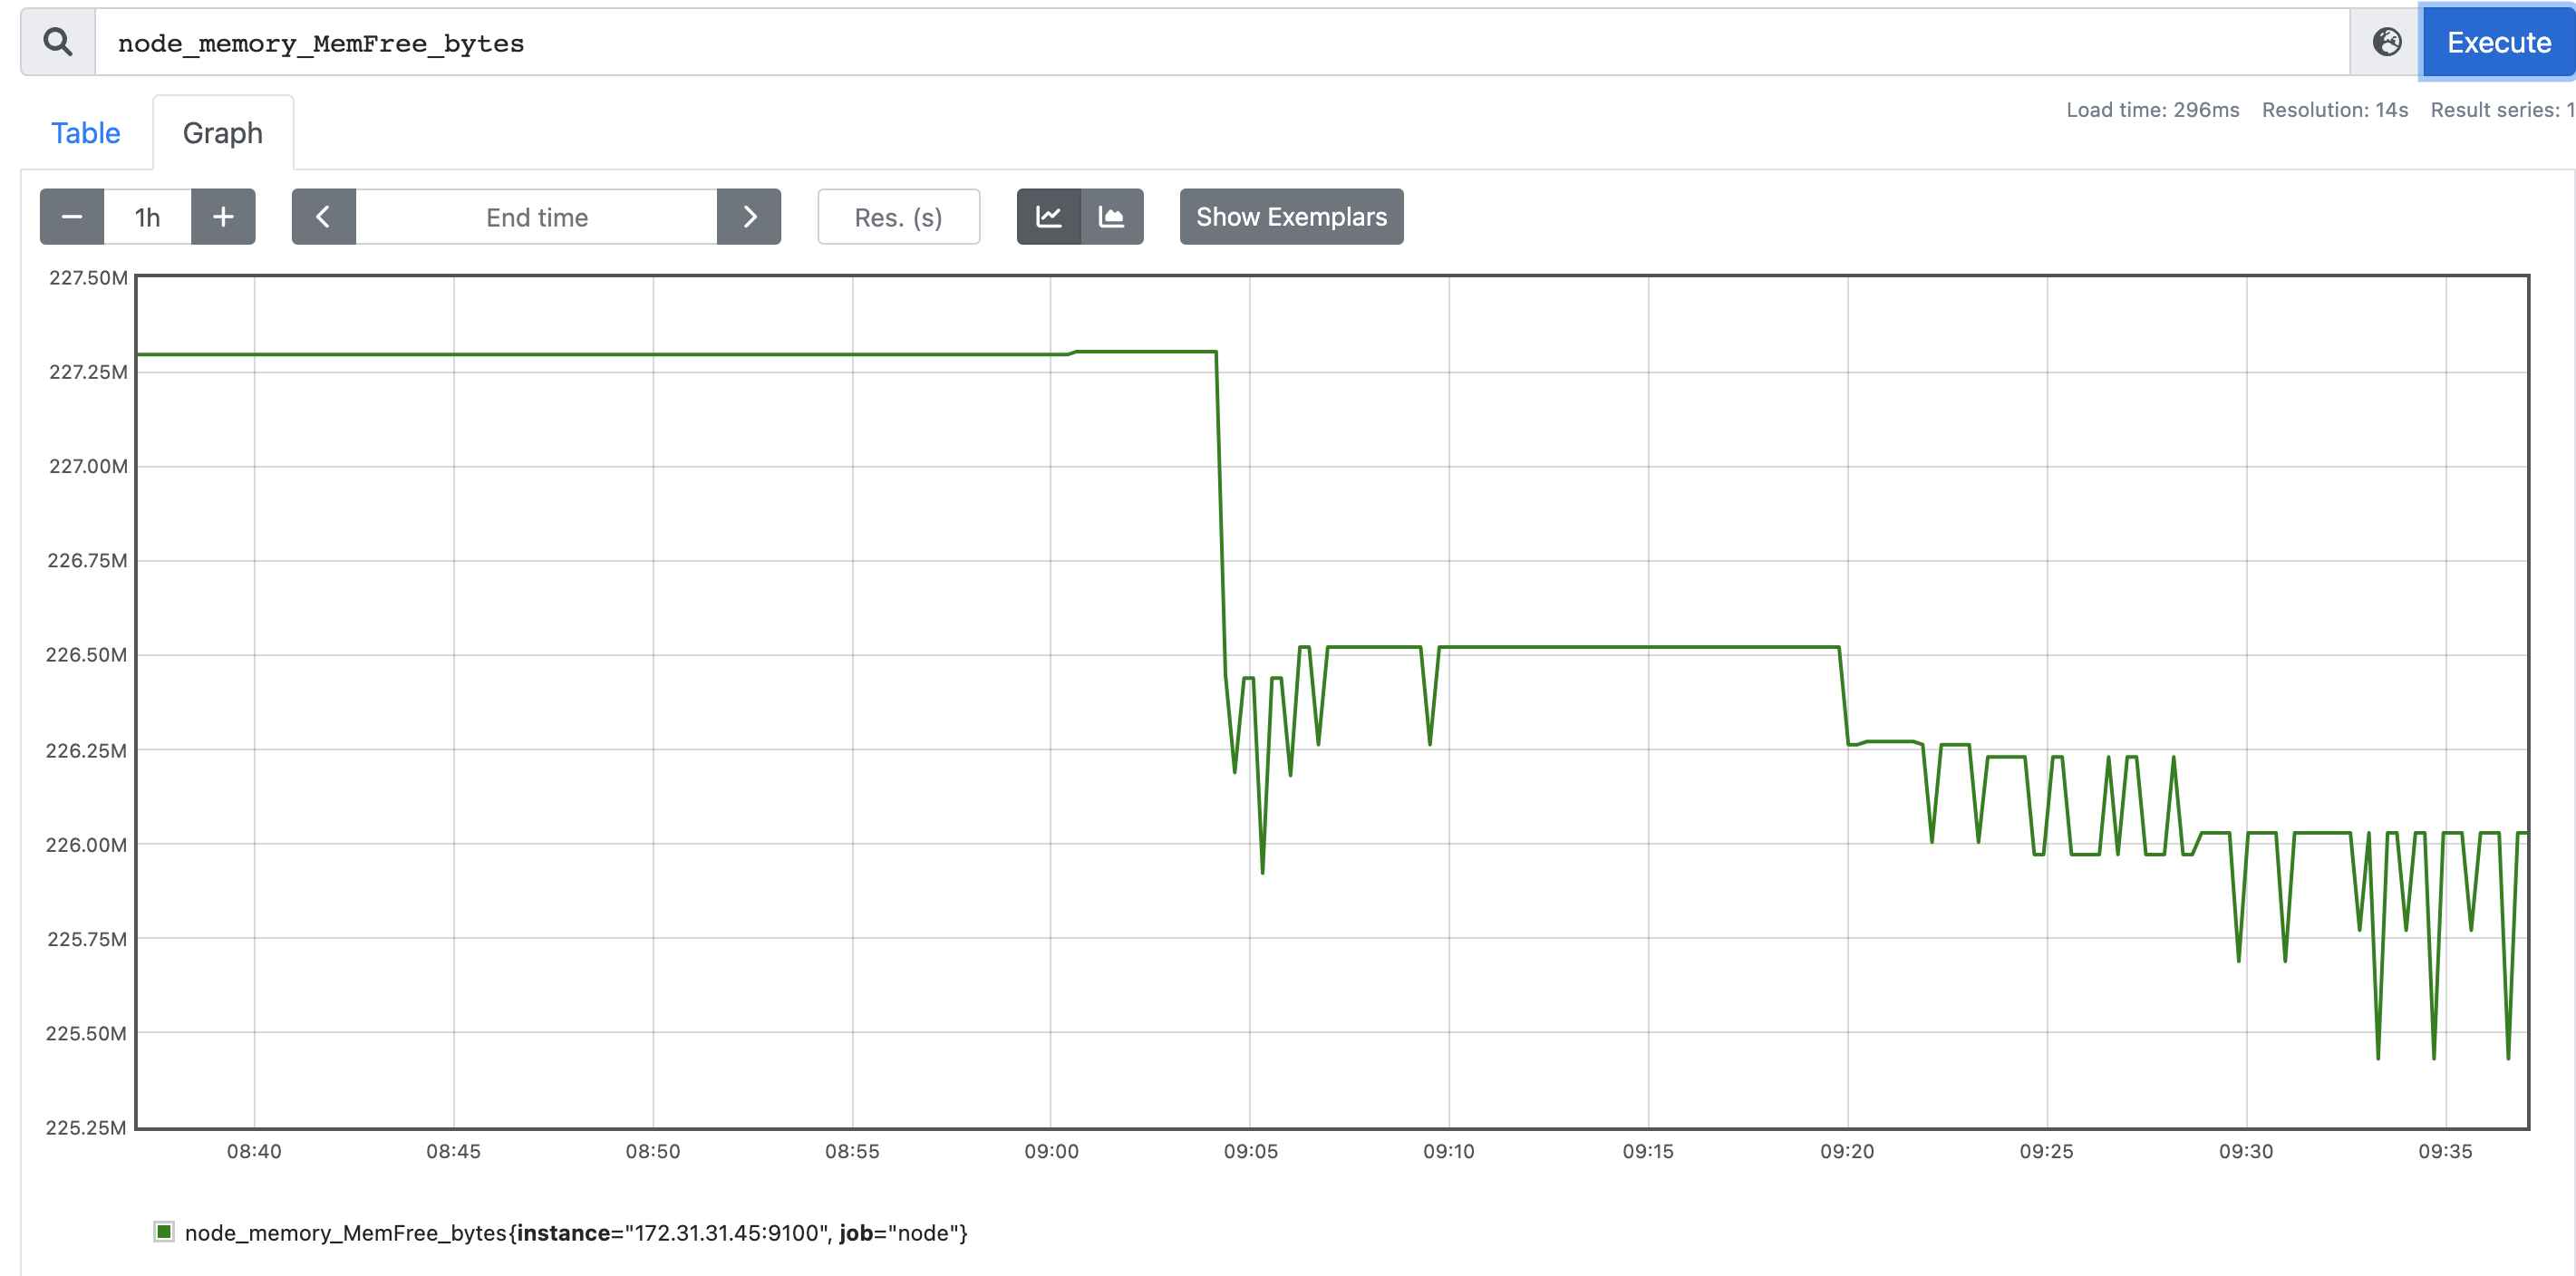 node_memory_MemFree_bytes
Execute
Load time: 296ms Resolution: 14s Result series: 1
Table
Graph
1h
End time
Res. (s)
Show Exemplars
227.50M
227.25M
227.00M
226.75M
226.50M
226.25M
226.00M
225.75M
225.50M
225.25M
08:40 08:45 08:50 08:55 09:00 09:05 09:10 09:15 09:20 09:25 09:30 09:35
node_memory_MemFree_bytes{instance="172.31.31.45:9100", job="node"}